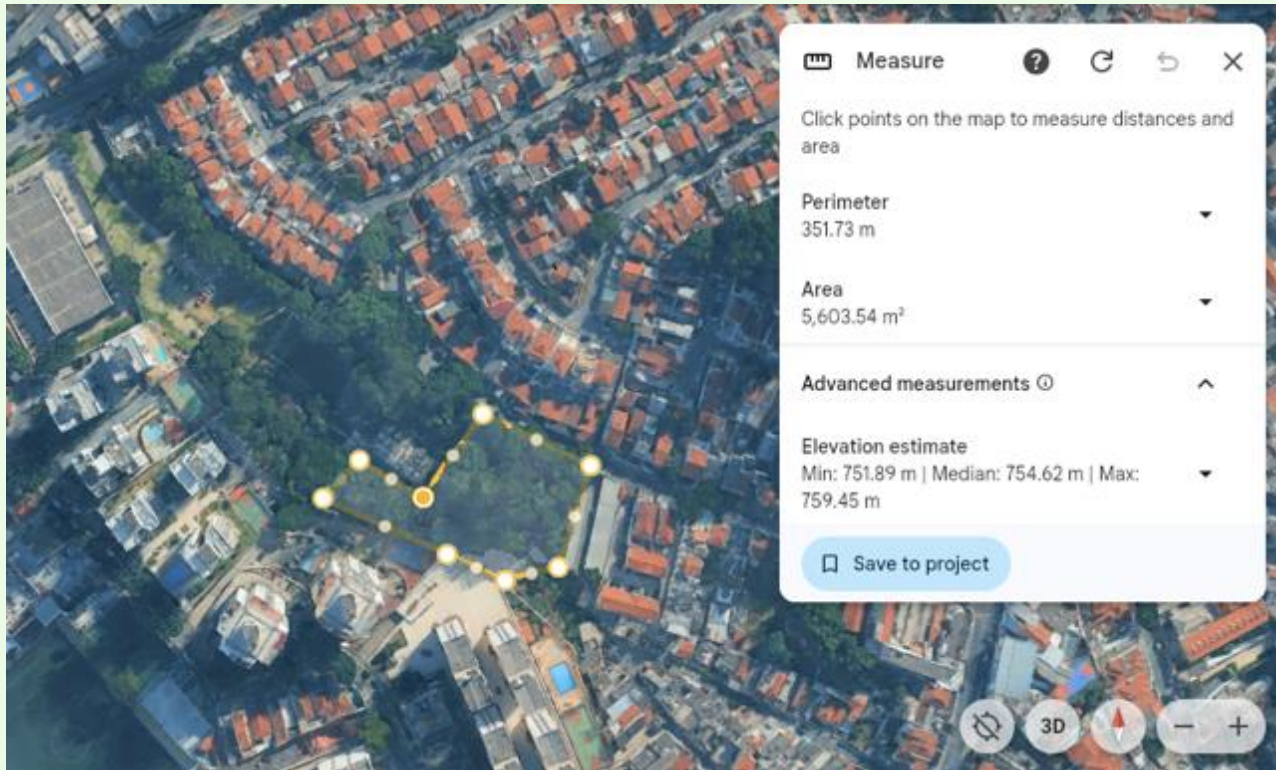 Measure
Click points on the map to measure distances and
area
Perimeter
351.73 m
Area
5,603.54 m²
Advanced measurements
Elevation estimate
Min: 751.89 m | Median: 754.62 m | Max:
759.45 m
Save to project
3D